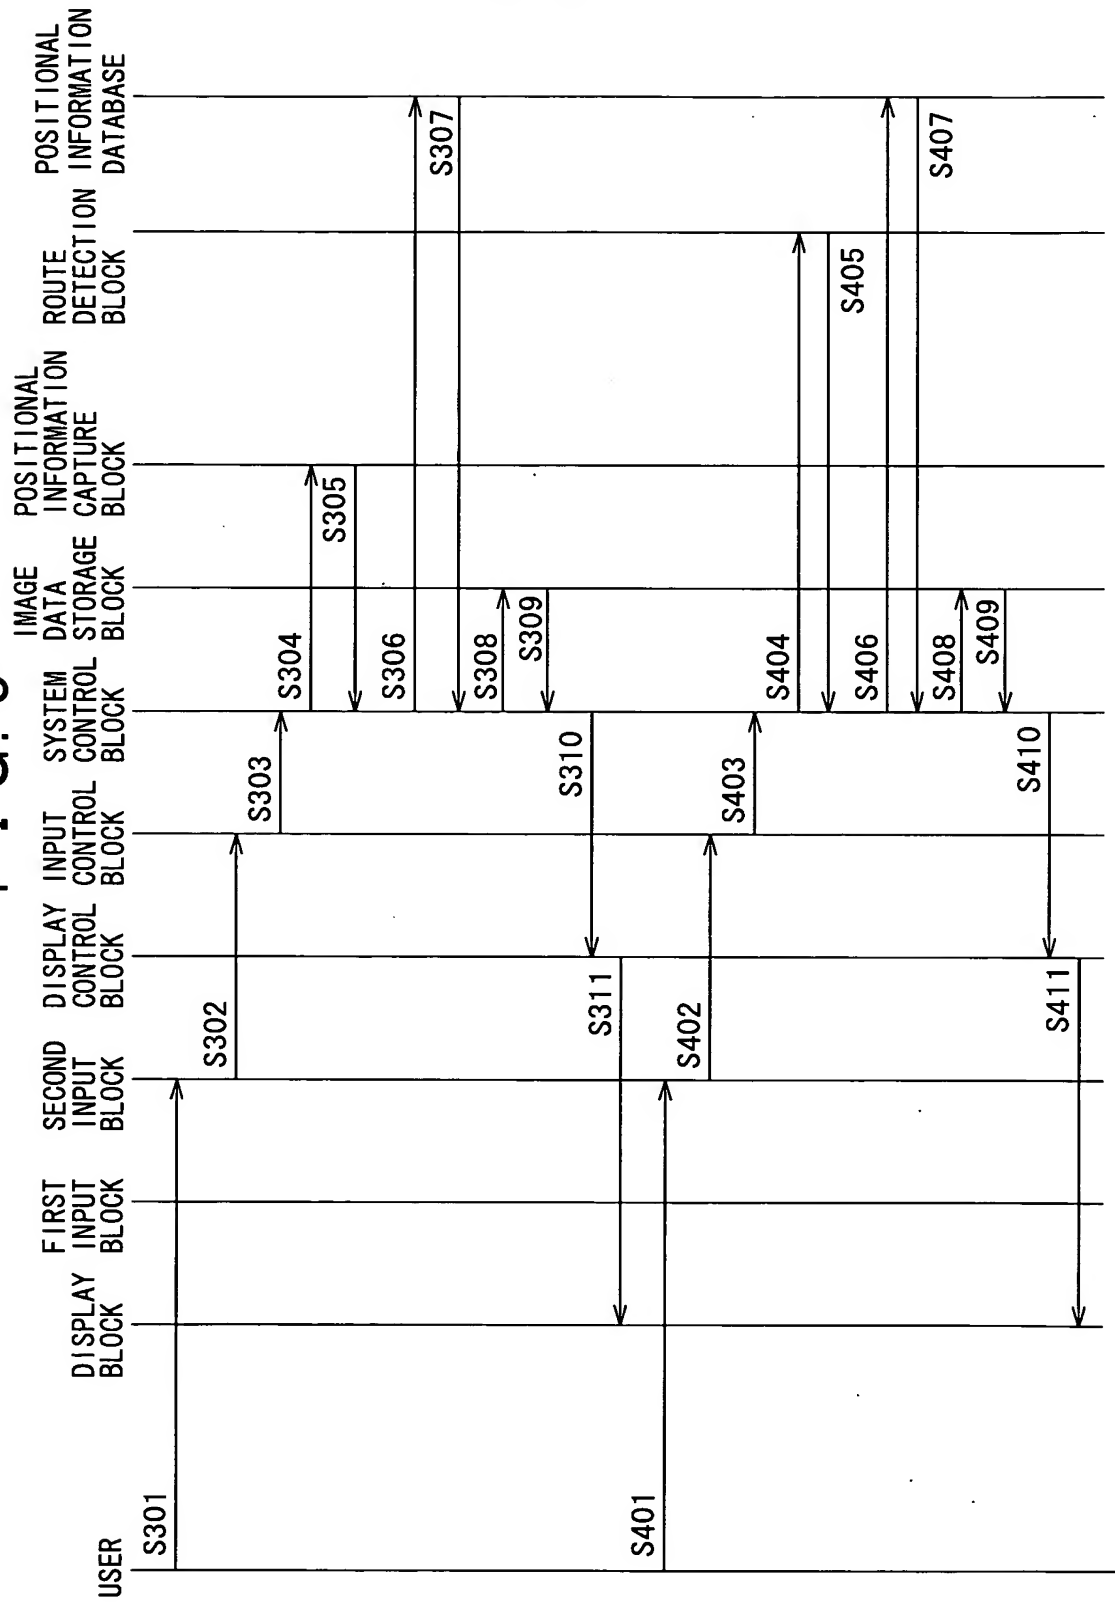 USER
DISPLAY
BLOCK
FIRST
INPUT
BLOCK
SECOND
INPUT
BLOCK
DISPLAY
CONTROL
BLOCK
INPUT
CONTROL
BLOCK
SYSTEM
CONTROL
BLOCK
IMAGE
DATA
STORAGE
BLOCK
POSITIONAL
INFORMATION
CAPTURE
BLOCK
ROUTE
DETECTION
BLOCK
POSITIONAL
INFORMATION
DATABASE
S301
S302
S303
S304
S305
S306
S307
S308
S309
S310
S311
S401
S402
S403
S404
S405
S406
S407
S408
S409
S410
S411